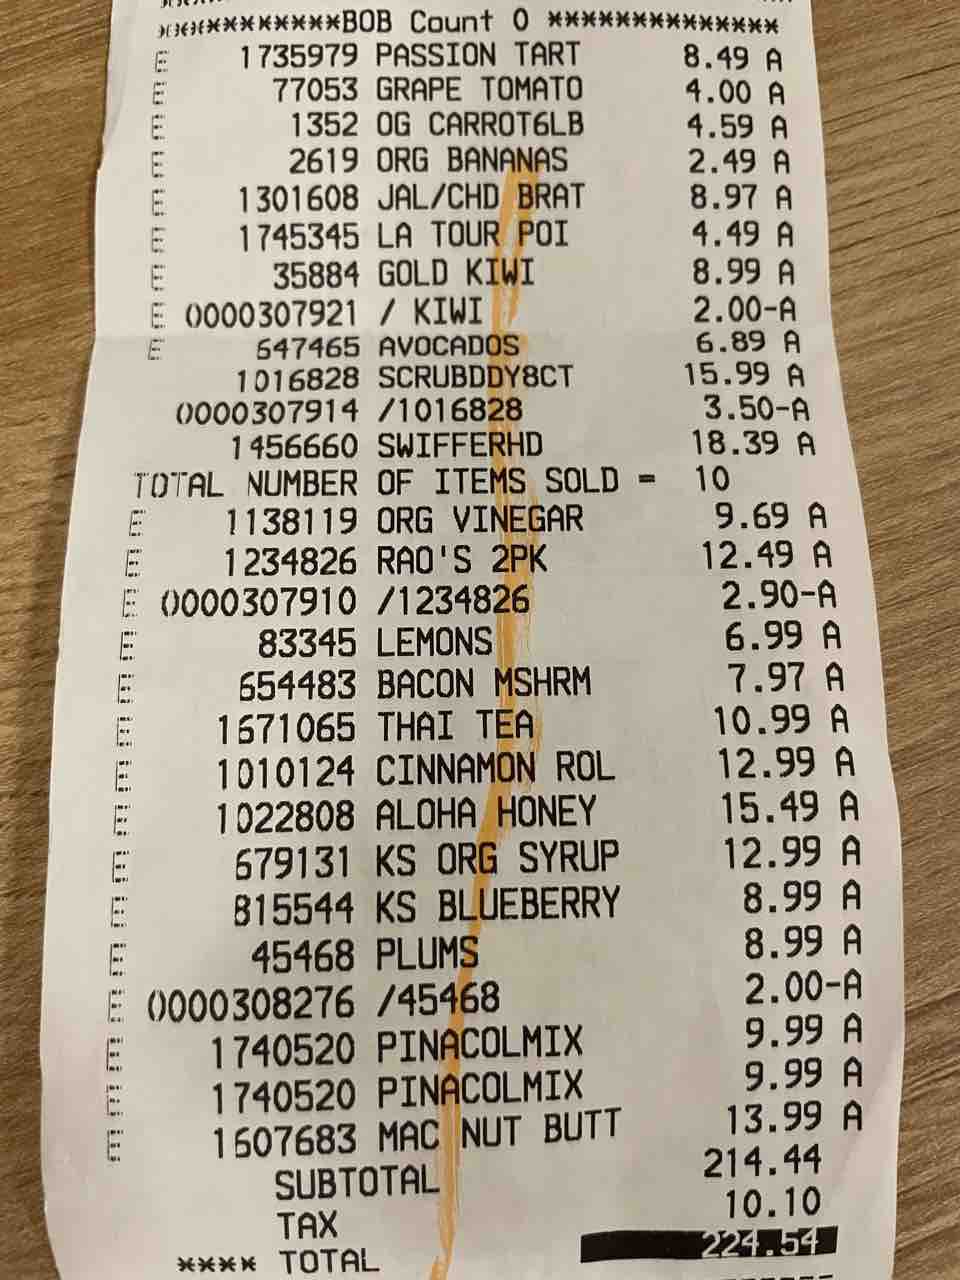 **************BOB Count 0 **************
E 1735979 PASSION TART 8.49 A
E 77053 GRAPE TOMATO 4.00 A
E 1352 OG CARROT6LB 4.59 A
E 2619 ORG BANANAS 2.49 A
E 1301608 JAL/CHD BRAT 8.97 A
E 1745345 LA TOUR POI 4.49 A
E 35884 GOLD KIWI 8.99 A
E 0000307921 / KIWI 2.00-A
E 647465 AVOCADOS 6.89 A
1016828 SCRUBDDY8CT 15.99 A
0000307914 /1016828 3.50-A
1456660 SWIFFERHD 18.39 A
TOTAL NUMBER OF ITEMS SOLD = 10
E 1138119 ORG VINEGAR 9.69 A
E 1234826 RAO'S 2PK 12.49 A
E 0000307910 /1234826 2.90-A
E 83345 LEMONS 6.99 A
E 654483 BACON MSHRM 7.97 A
E 1671065 THAI TEA 10.99 A
E 1010124 CINNAMON ROL 12.99 A
E 1022808 ALOHA HONEY 15.49 A
E 679131 KS ORG SYRUP 12.99 A
E 815544 KS BLUEBERRY 8.99 A
E 45468 PLUMS 8.99 A
E 0000308276 /45468 2.00-A
E 1740520 PINACOLMIX 9.99 A
E 1740520 PINACOLMIX 9.99 A
E 1607683 MAC NUT BUTT 13.99 A
SUBTOTAL 214.44
TAX 10.10
**** TOTAL 224.54